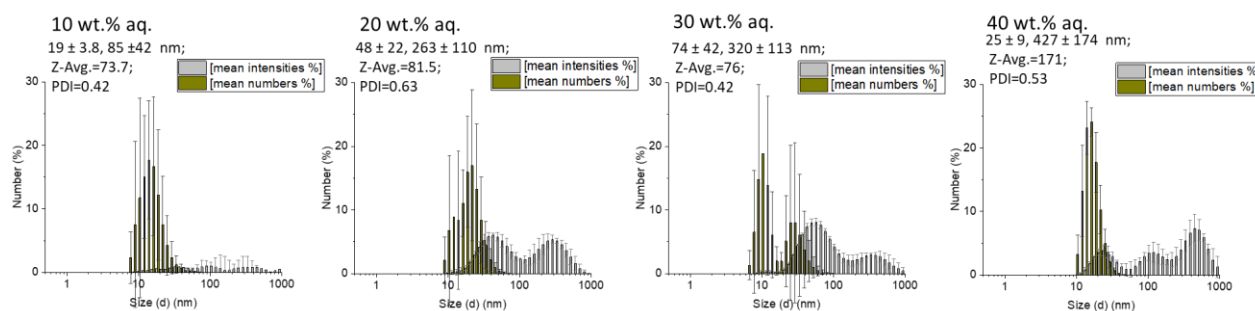 10 wt.% aq.
19 ± 3.8, 85 ±42 nm;
Z-Avg.=73.7;
PDI=0.42
[mean intensities %]
[mean numbers %]
Number (%)
30
20
10
0
1
10
100
1000
Size (d) (nm)
20 wt.% aq.
48 ± 22, 263 ± 110 nm;
Z-Avg.=81.5;
PDI=0.63
[mean intensities %]
[mean numbers %]
Number (%)
30
20
10
0
1
10
100
1000
Size (d) (nm)
30 wt.% aq.
74 ± 42, 320 ± 113 nm;
Z-Avg.=76;
PDI=0.42
[mean intensities %]
[mean numbers %]
Number (%)
30
20
10
0
1
10
100
1000
Size (d) (nm)
40 wt.% aq.
25 ± 9, 427 ± 174 nm;
Z-Avg.=171;
PDI=0.53
[mean intensities %]
[mean numbers %]
Number (%)
30
20
10
0
1
10
100
1000
Size (d) (nm)